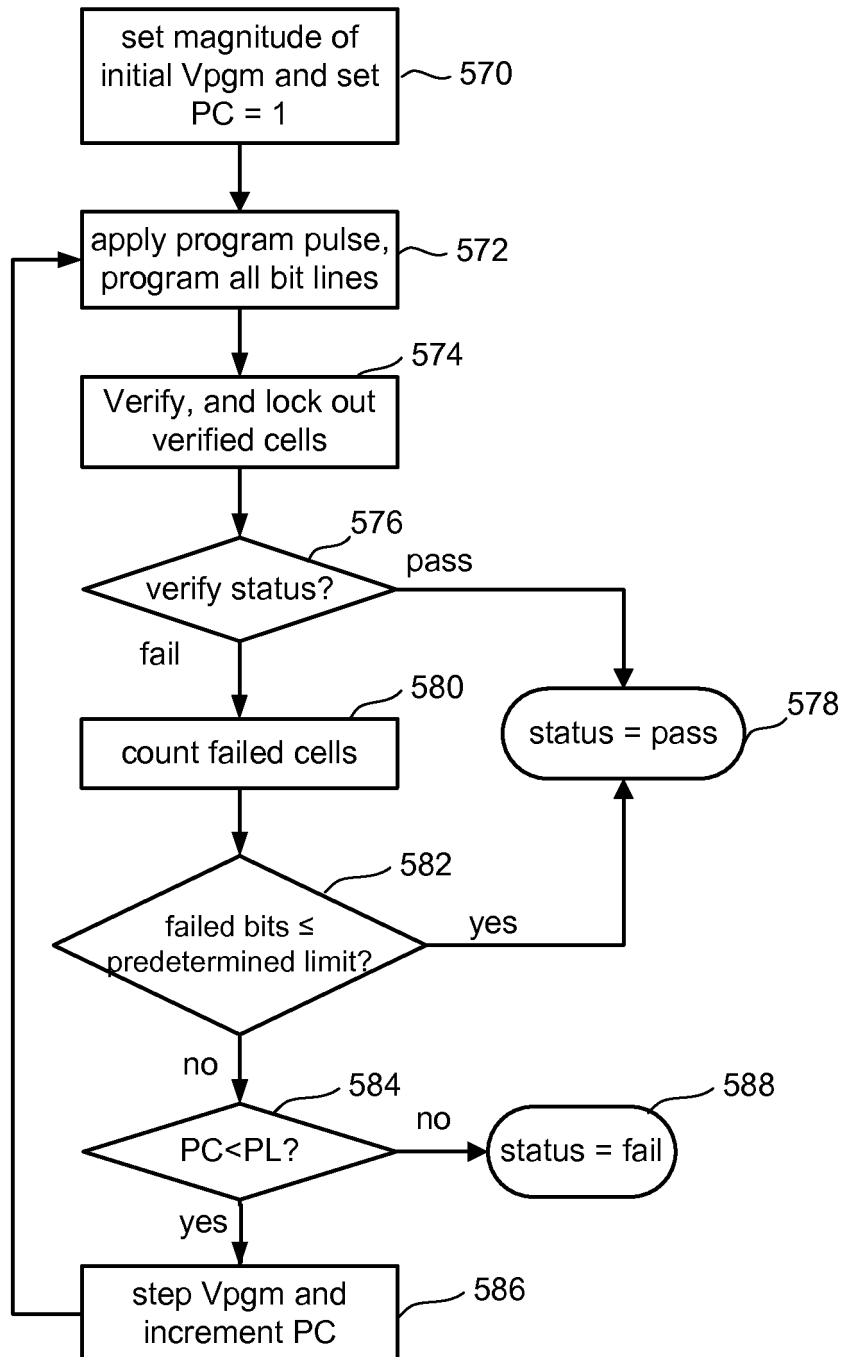 set magnitude of
initial Vpgm and set
PC = 1
570
apply program pulse,
program all bit lines
572
574
Verify, and lock out
verified cells
576
verify status?
pass
fail
580
count failed cells
status = pass
578
582
failed bits ≤
predetermined limit?
yes
no
584
PC<PL?
no
588
status = fail
yes
step Vpgm and
increment PC
586